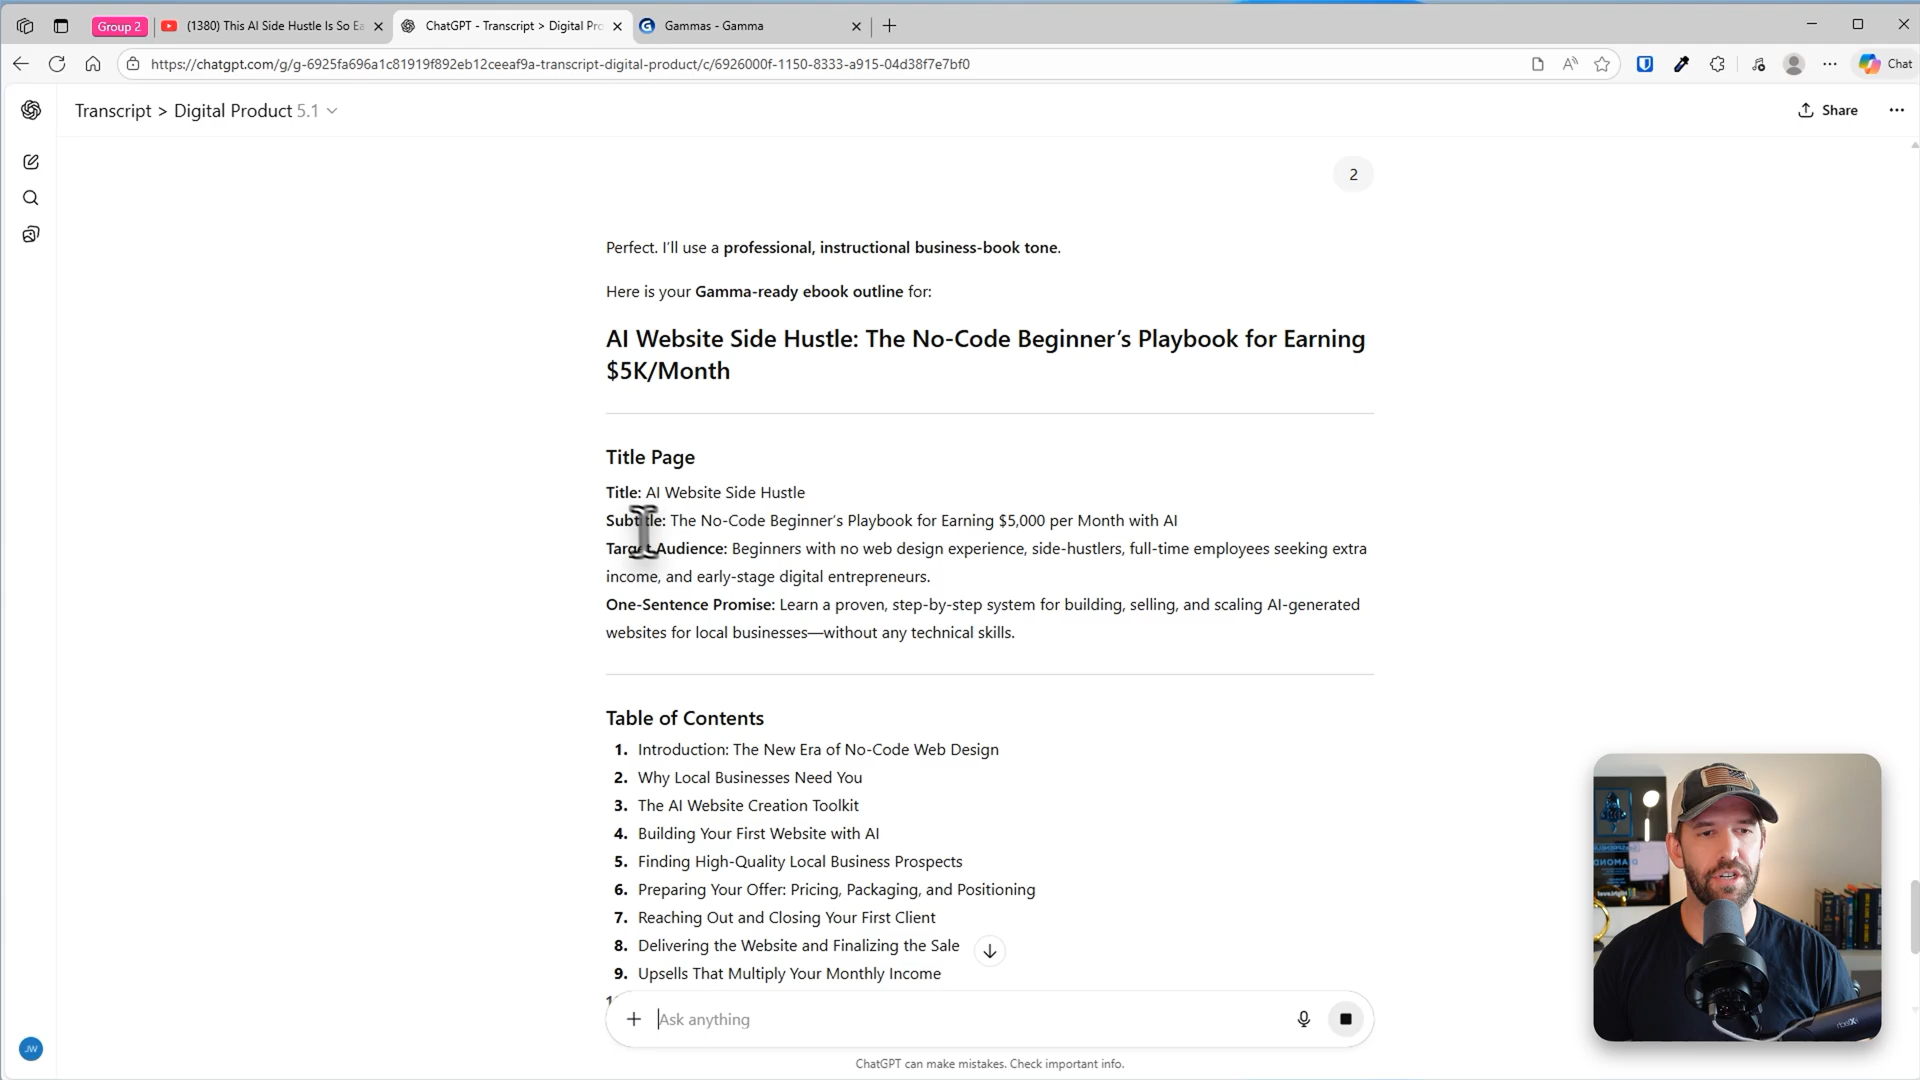 Group 2
(1380) This AI Side Hustle Is So Ea
ChatGPT - Transcript > Digital Pro
Gammas - Gamma
https://chatgpt.com/g/g-6925fa696a1c81919f892eb12ceeaf9a-transcript-digital-product/c/6926000f-1150-8333-a915-04d38f7e7bf0
Chat
Transcript > Digital Product 5.1
Share
2
Perfect. I'll use a professional, instructional business-book tone.
Here is your Gamma-ready ebook outline for:
AI Website Side Hustle: The No-Code Beginner's Playbook for Earning
$5K/Month
Title Page
Title: AI Website Side Hustle
Subtitle: The No-Code Beginner's Playbook for Earning $5,000 per Month with AI
Target Audience: Beginners with no web design experience, side-hustlers, full-time employees seeking extra
income, and early-stage digital entrepreneurs.
One-Sentence Promise: Learn a proven, step-by-step system for building, selling, and scaling AI-generated
websites for local businesses—without any technical skills.
Table of Contents
1. Introduction: The New Era of No-Code Web Design
2. Why Local Businesses Need You
3. The AI Website Creation Toolkit
4. Building Your First Website with AI
5. Finding High-Quality Local Business Prospects
6. Preparing Your Offer: Pricing, Packaging, and Positioning
7. Reaching Out and Closing Your First Client
8. Delivering the Website and Finalizing the Sale
9. Upsells That Multiply Your Monthly Income
Ask anything
ChatGPT can make mistakes. Check important info.
JW